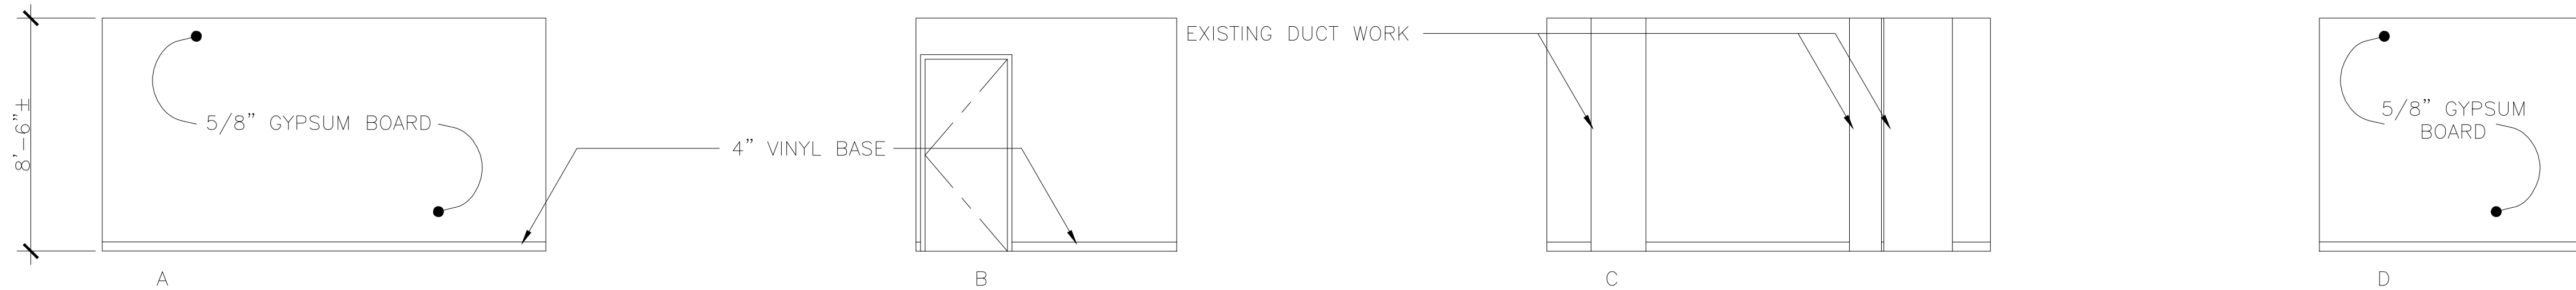 8'-6"±
5/8" GYPSUM BOARD
4" VINYL BASE
EXISTING DUCT WORK
5/8" GYPSUM
BOARD
A
B
C
D